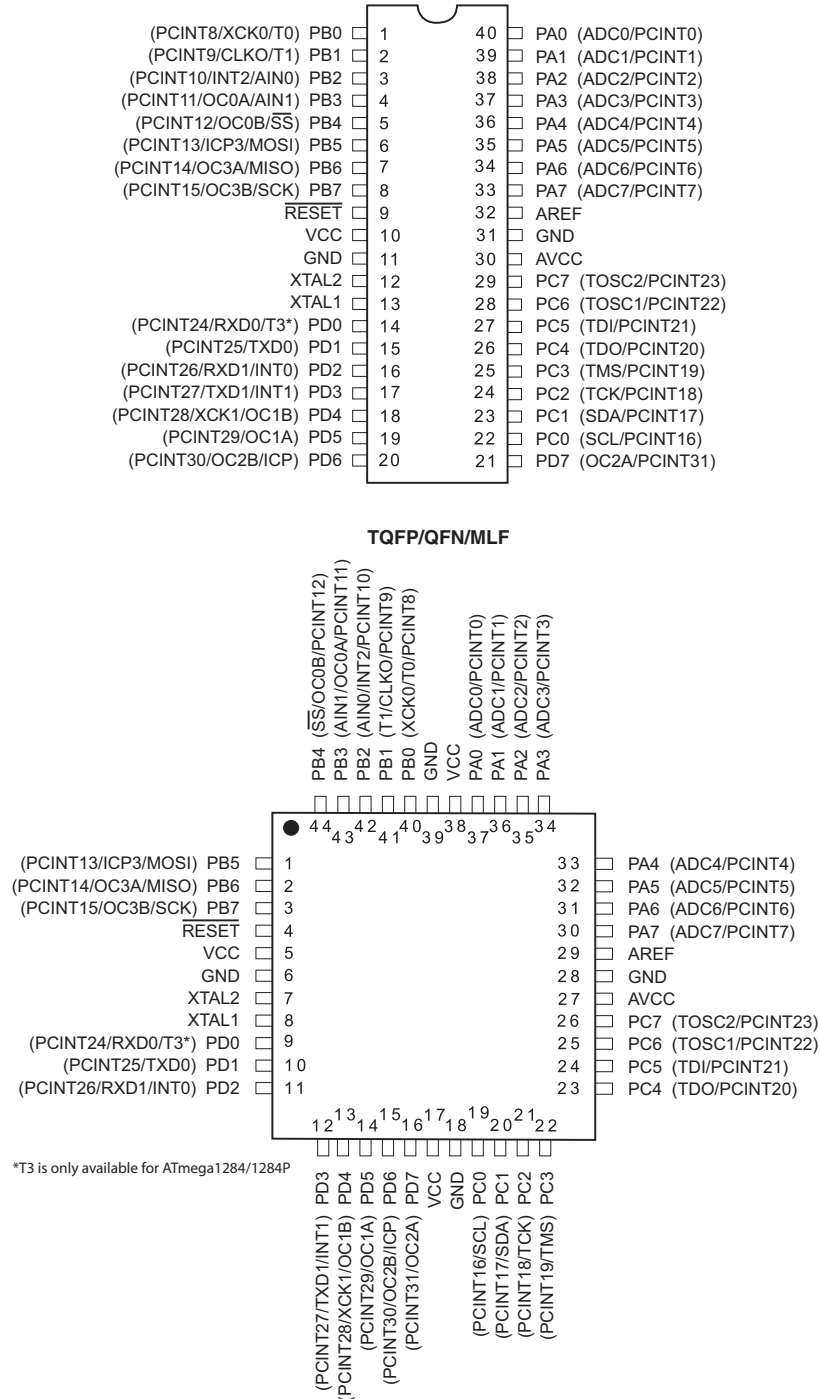 (PCINT8/XCK0/T0) PB0 1 40 PA0 (ADC0/PCINT0)
(PCINT9/CLKO/T1) PB1 2 39 PA1 (ADC1/PCINT1)
(PCINT10/INT2/AIN0) PB2 3 38 PA2 (ADC2/PCINT2)
(PCINT11/OC0A/AIN1) PB3 4 37 PA3 (ADC3/PCINT3)
(PCINT12/OC0B/SS) PB4 5 36 PA4 (ADC4/PCINT4)
(PCINT13/ICP3/MOSI) PB5 6 35 PA5 (ADC5/PCINT5)
(PCINT14/OC3A/MISO) PB6 7 34 PA6 (ADC6/PCINT6)
(PCINT15/OC3B/SCK) PB7 8 33 PA7 (ADC7/PCINT7)
RESET 9 32 AREF
VCC 10 31 GND
GND 11 30 AVCC
XTAL2 12 29 PC7 (TOSC2/PCINT23)
XTAL1 13 28 PC6 (TOSC1/PCINT22)
(PCINT24/RXD0/T3*) PD0 14 27 PC5 (TDI/PCINT21)
(PCINT25/TXD0) PD1 15 26 PC4 (TDO/PCINT20)
(PCINT26/RXD1/INT0) PD2 16 25 PC3 (TMS/PCINT19)
(PCINT27/TXD1/INT1) PD3 17 24 PC2 (TCK/PCINT18)
(PCINT28/XCK1/OC1B) PD4 18 23 PC1 (SDA/PCINT17)
(PCINT29/OC1A) PD5 19 22 PC0 (SCL/PCINT16)
(PCINT30/OC2B/ICP) PD6 20 21 PD7 (OC2A/PCINT31)
TQFP/QFN/MLF
PB4 (SS/OC0B/PCINT12)
PB3 (AIN1/OC0A/PCINT11)
PB2 (AIN0/INT2/PCINT10)
PB1 (T1/CLKO/PCINT9)
PB0 (XCK0/T0/PCINT8)
GND
VCC
PA0 (ADC0/PCINT0)
PA1 (ADC1/PCINT1)
PA2 (ADC2/PCINT2)
PA3 (ADC3/PCINT3)
44 43 42 41 40 39 38 37 36 35 34
(PCINT13/ICP3/MOSI) PB5 1 33 PA4 (ADC4/PCINT4)
(PCINT14/OC3A/MISO) PB6 2 32 PA5 (ADC5/PCINT5)
(PCINT15/OC3B/SCK) PB7 3 31 PA6 (ADC6/PCINT6)
RESET 4 30 PA7 (ADC7/PCINT7)
VCC 5 29 AREF
GND 6 28 GND
XTAL2 7 27 AVCC
XTAL1 8 26 PC7 (TOSC2/PCINT23)
(PCINT24/RXD0/T3*) PD0 9 25 PC6 (TOSC1/PCINT22)
(PCINT25/TXD0) PD1 10 24 PC5 (TDI/PCINT21)
(PCINT26/RXD1/INT0) PD2 11 23 PC4 (TDO/PCINT20)
12 13 14 15 16 17 18 19 20 21 22
*T3 is only available for ATmega1284/1284P
(PCINT27/TXD1/INT1) PD3
(PCINT28/XCK1/OC1B) PD4
(PCINT29/OC1A) PD5
(PCINT30/OC2B/ICP) PD6
(PCINT31/OC2A) PD7
VCC
GND
(PCINT16/SCL) PC0
(PCINT17/SDA) PC1
(PCINT18/TCK) PC2
(PCINT19/TMS) PC3